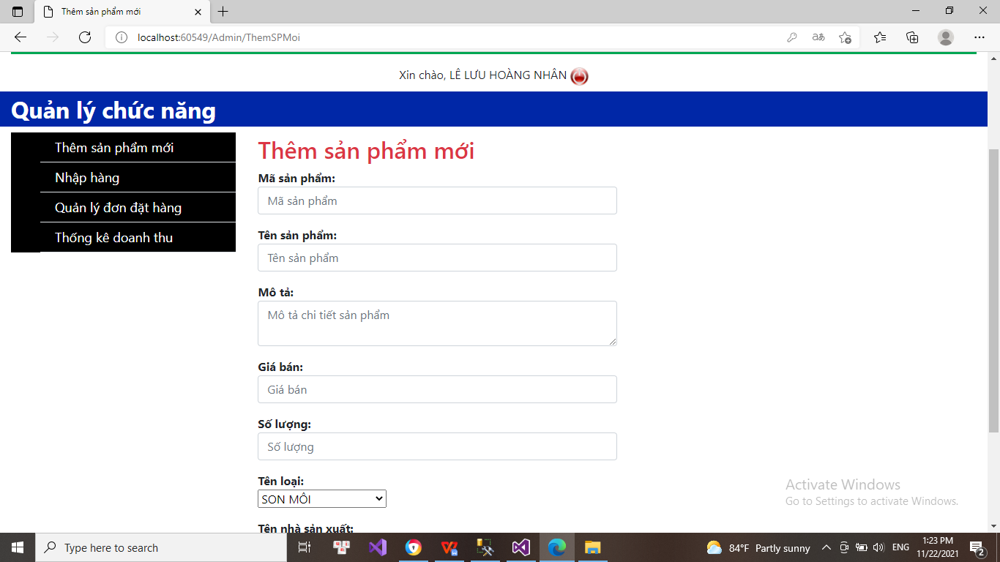 Thêm sản phẩm mới
localhost:60549/Admin/ThemSPMoi
Xin chào, LÊ LƯU HOÀNG NHÂN
Quản lý chức năng
Thêm sản phẩm mới
Nhập hàng
Quản lý đơn đặt hàng
Thống kê doanh thu
Thêm sản phẩm mới
Mã sản phẩm:
Mã sản phẩm
Tên sản phẩm:
Tên sản phẩm
Mô tả:
Mô tả chi tiết sản phẩm
Giá bán:
Giá bán
Số lượng:
Số lượng
Tên loại:
SON MÔI
Tên nhà sản xuất:
Activate Windows
Go to Settings to activate Windows.
Type here to search
84°F Partly sunny
ENG
1:23 PM
11/22/2021
2